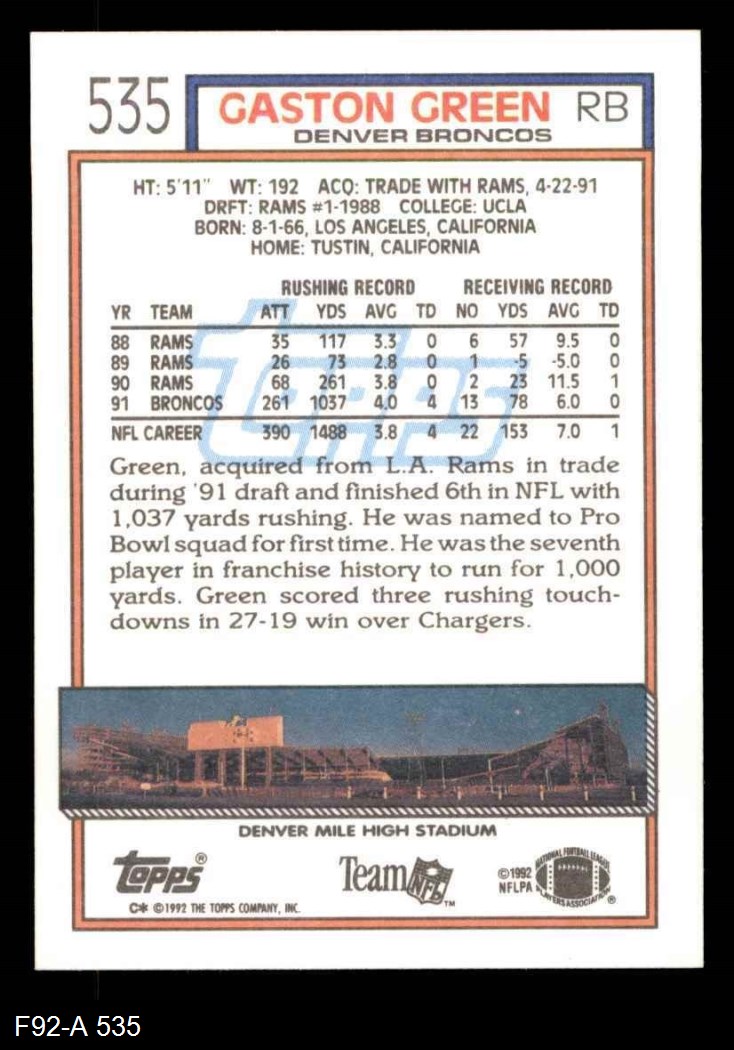 535 GASTON GREEN RB
DENVER BRONCOS
HT: 5'11" WT: 192 ACQ: TRADE WITH RAMS, 4-22-91
DRFT: RAMS #1-1988 COLLEGE: UCLA
BORN: 8-1-66, LOS ANGELES, CALIFORNIA
HOME: TUSTIN, CALIFORNIA
RUSHING RECORD RECEIVING RECORD
YR TEAM ATT YDS AVG TD NO YDS AVG TD
88 RAMS 35 117 3.3 0 6 57 9.5 0
89 RAMS 26 73 2.8 0 1 -5 -5.0 0
90 RAMS 68 261 3.8 0 2 23 11.5 1
91 BRONCOS 261 1037 4.0 4 13 78 6.0 0
NFL CAREER 390 1488 3.8 4 22 153 7.0 1
Topps
Green, acquired from L.A. Rams in trade
during '91 draft and finished 6th in NFL with
1,037 yards rushing. He was named to Pro
Bowl squad for first time. He was the seventh
player in franchise history to run for 1,000
yards. Green scored three rushing touch-
downs in 27-19 win over Chargers.
DENVER MILE HIGH STADIUM
Topps®
C* ©1992 THE TOPPS COMPANY, INC.
Team NFL™
©1992
NFLPA
NATIONAL FOOTBALL LEAGUE
PLAYERS ASSOCIATION®
F92-A 535